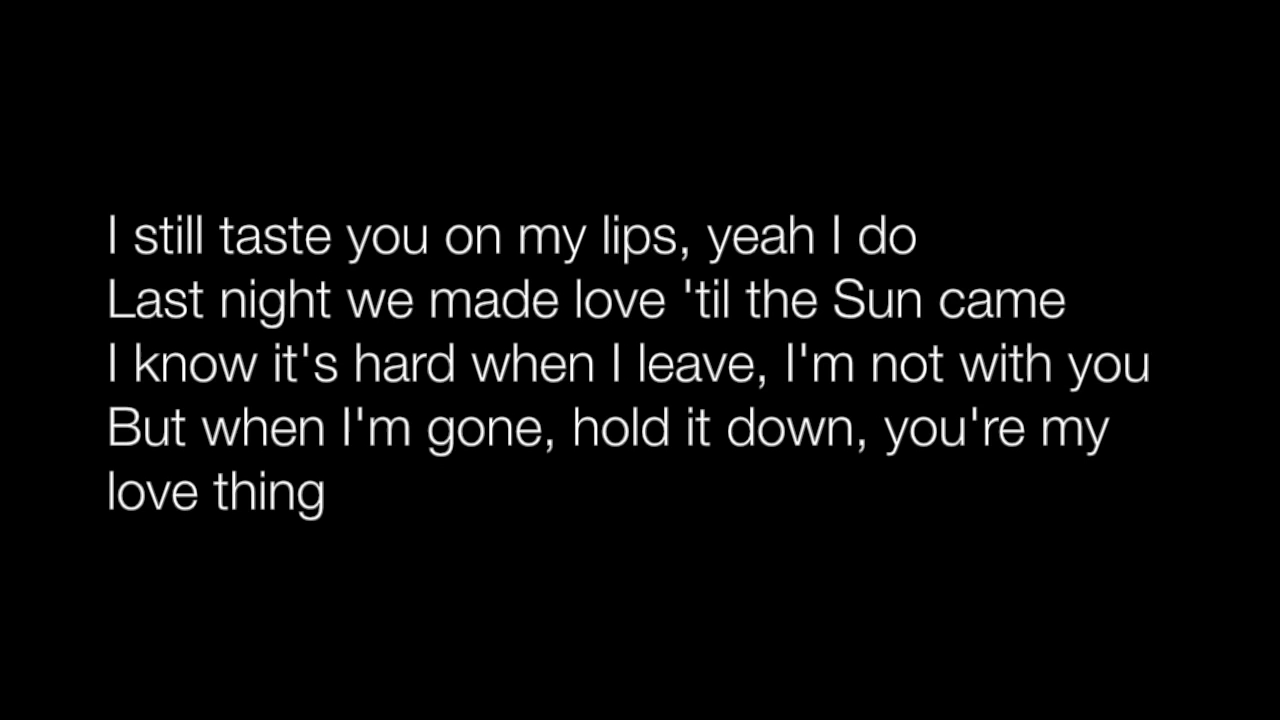 I still taste you on my lips, yeah I do
Last night we made love 'til the Sun came
I know it's hard when I leave, I'm not with you
But when I'm gone, hold it down, you're my
love thing